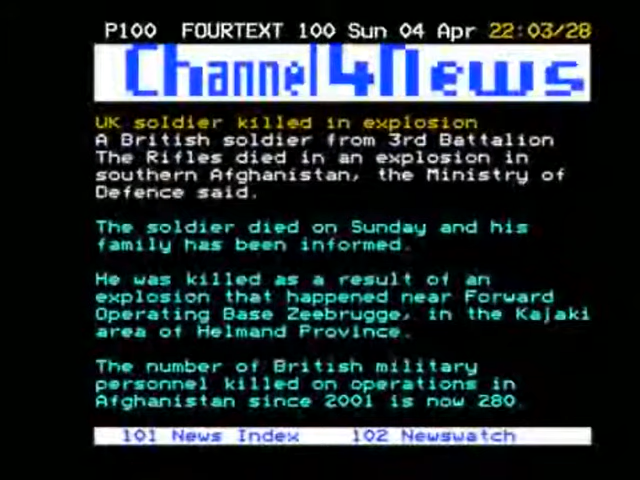 P100 FOURTEXT 100 Sun 04 Apr 22:03/28
Channel4News
UK soldier killed in explosion
A British soldier from 3rd Battalion
The Rifles died in an explosion in
southern Afghanistan, the Ministry of
Defence said.
The soldier died on Sunday and his
family has been informed.
He was killed as a result of an
explosion that happened near Forward
Operating Base Zeebrugge, in the Kajaki
area of Helmand Province.
The number of British military
personnel killed on operations in
Afghanistan since 2001 is now 280.
101 News Index 102 Newswatch